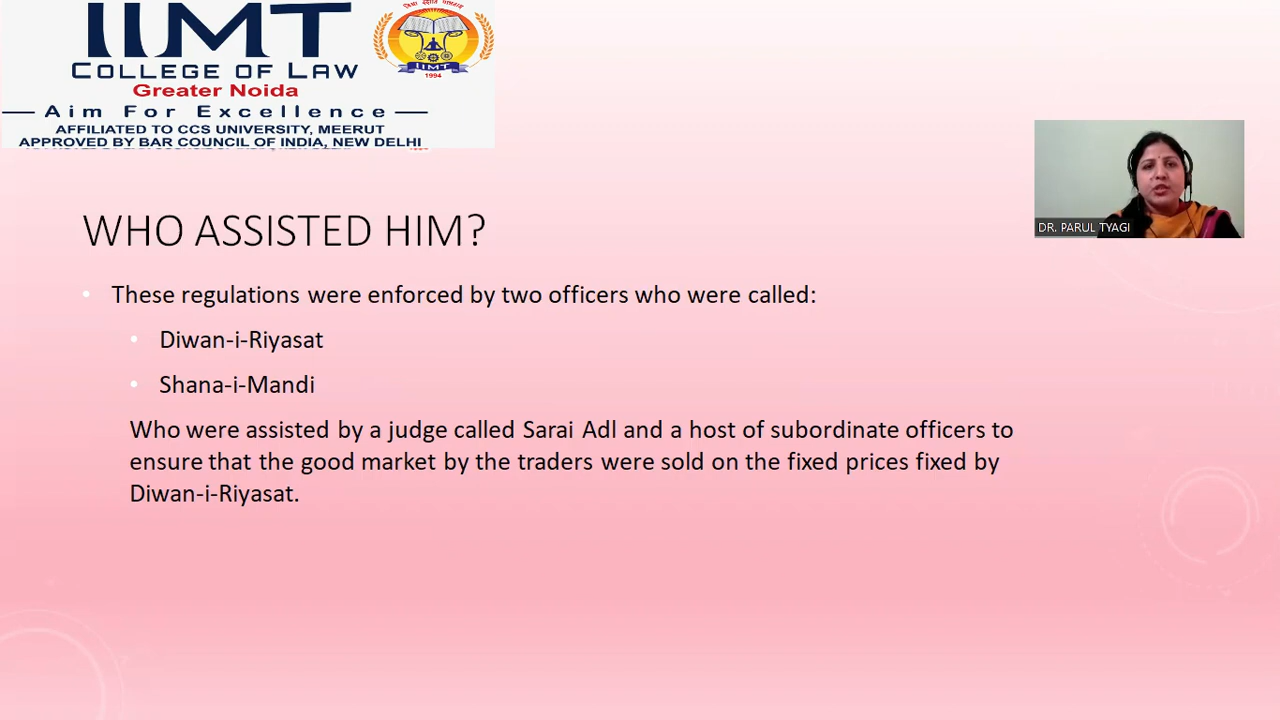 IIMT
COLLEGE OF LAW
Greater Noida
Aim For Excellence
AFFILIATED TO CCS UNIVERSITY, MEERUT
APPROVED BY BAR COUNCIL OF INDIA, NEW DELHI
IIMT
1994
DR. PARUL TYAGI
WHO ASSISTED HIM?
These regulations were enforced by two officers who were called:
Diwan-i-Riyasat
Shana-i-Mandi
Who were assisted by a judge called Sarai Adl and a host of subordinate officers to
ensure that the good market by the traders were sold on the fixed prices fixed by
Diwan-i-Riyasat.